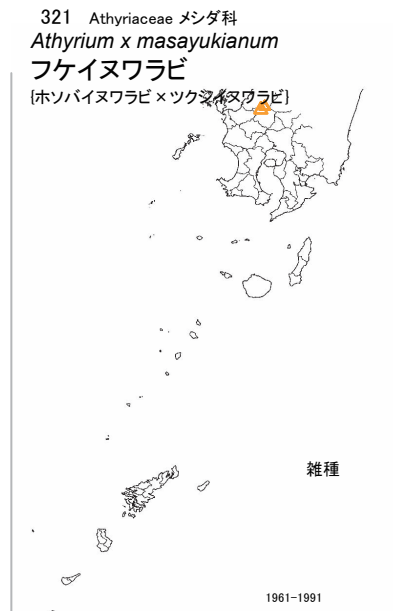 321 Athyriaceae メシダ科
Athyrium x masayukianum
フケイヌワラビ
{ホソバイヌワラビ×ツクシイヌワラビ}
雑種
1961-1991